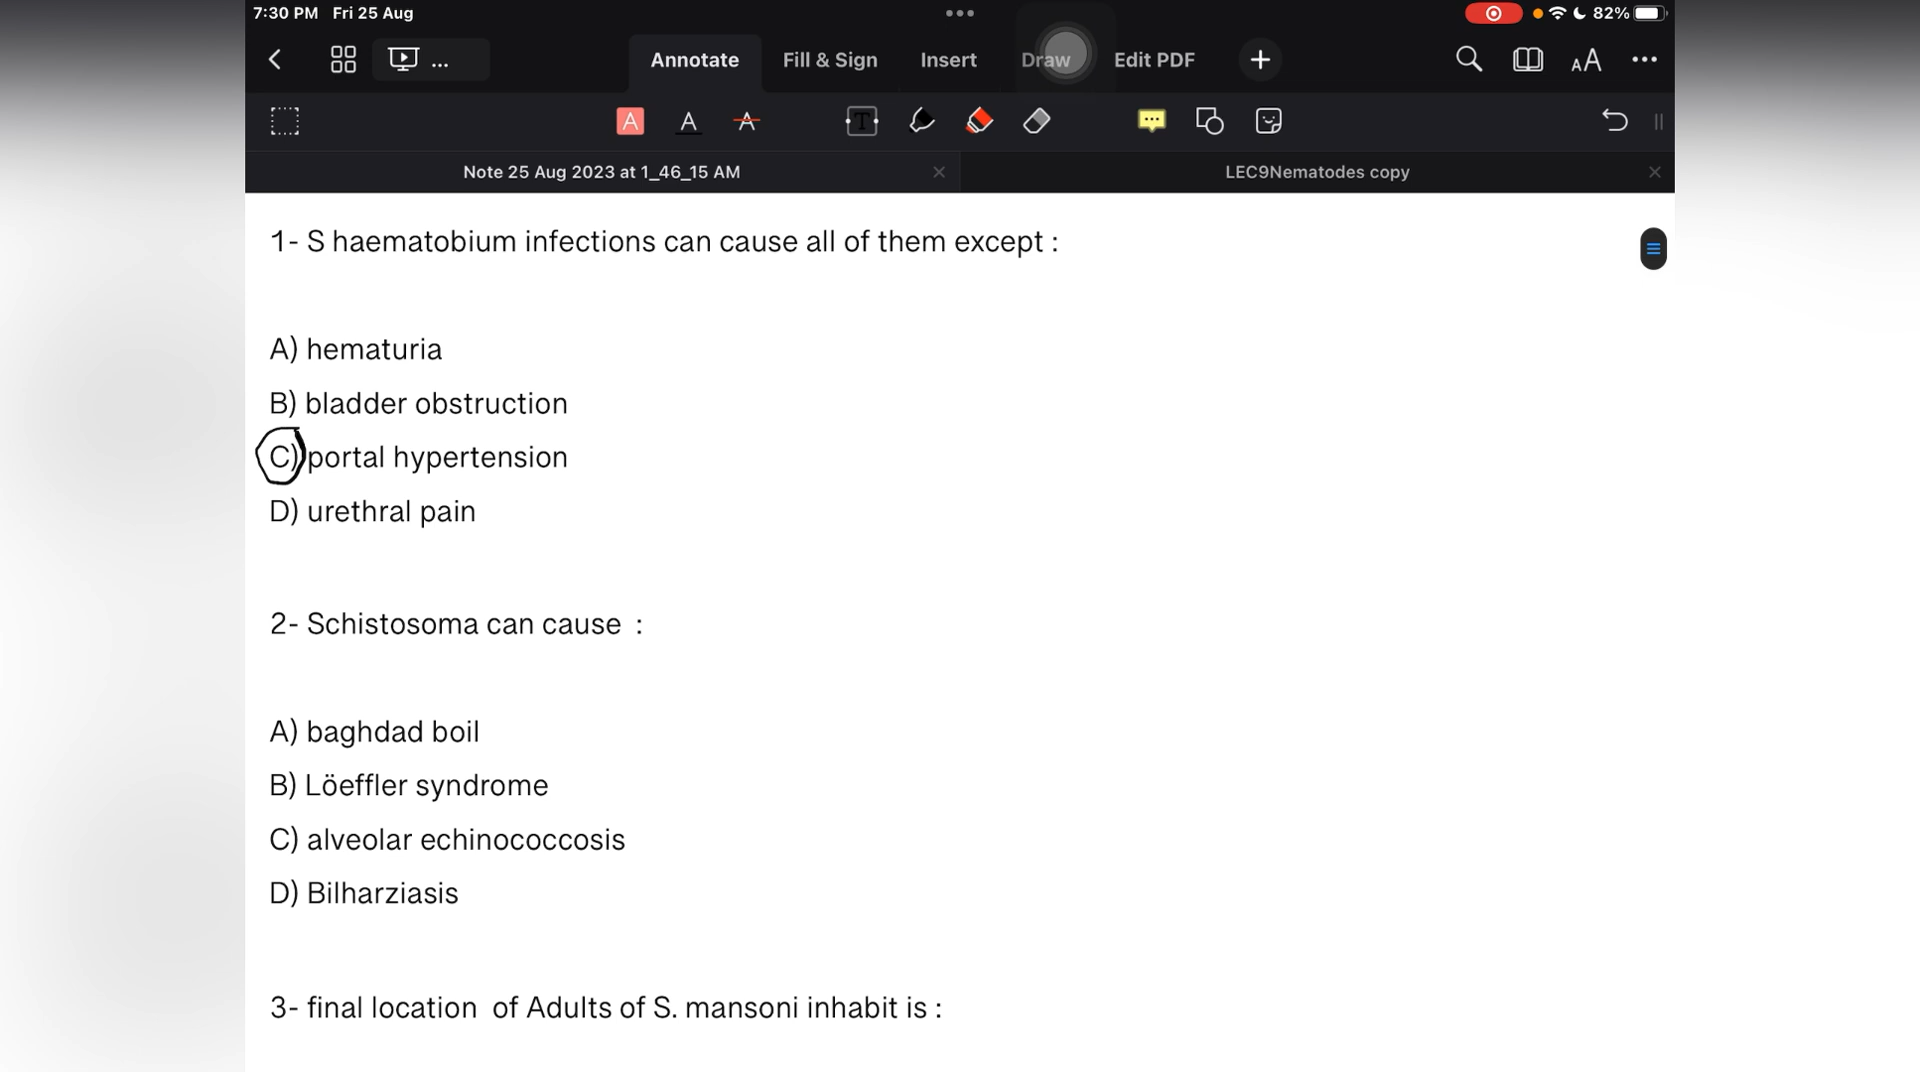 7:30 PM Fri 25 Aug
82%
Annotate Fill & Sign Insert Draw Edit PDF
Note 25 Aug 2023 at 1_46_15 AM
LEC9Nematodes copy
1- S haematobium infections can cause all of them except :
A) hematuria
B) bladder obstruction
C) portal hypertension
D) urethral pain
2- Schistosoma can cause :
A) baghdad boil
B) Löeffler syndrome
C) alveolar echinococcosis
D) Bilharziasis
3- final location of Adults of S. mansoni inhabit is :